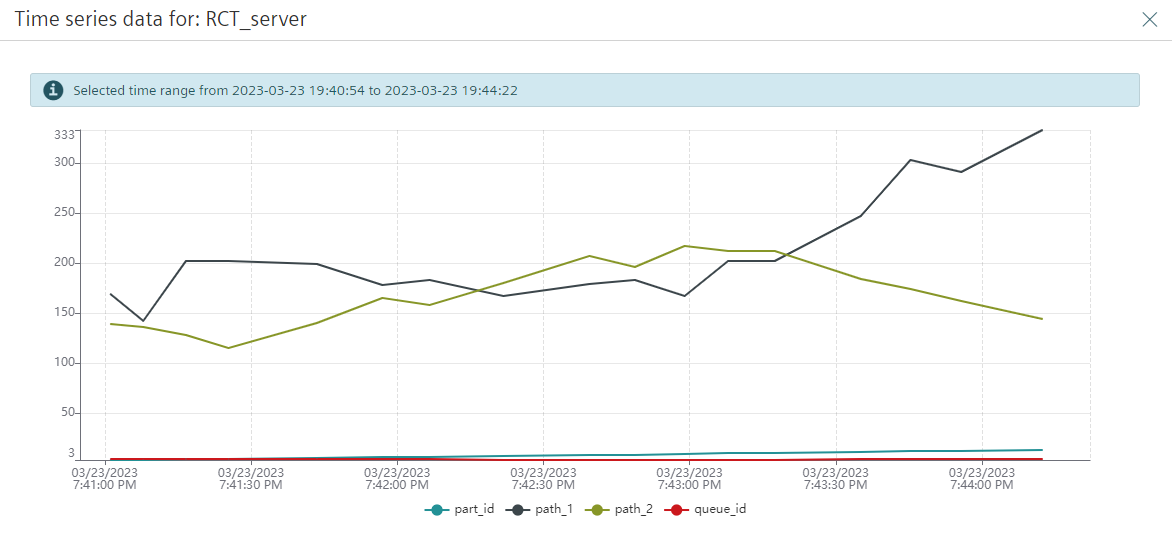 Time series data for: RCT_server
Selected time range from 2023-03-23 19:40:54 to 2023-03-23 19:44:22
333
300
250
200
150
100
50
3
03/23/2023 03/23/2023 03/23/2023 03/23/2023 03/23/2023 03/23/2023 03/23/2023
7:41:00 PM 7:41:30 PM 7:42:00 PM 7:42:30 PM 7:43:00 PM 7:43:30 PM 7:44:00 PM
part_id path_1 path_2 queue_id